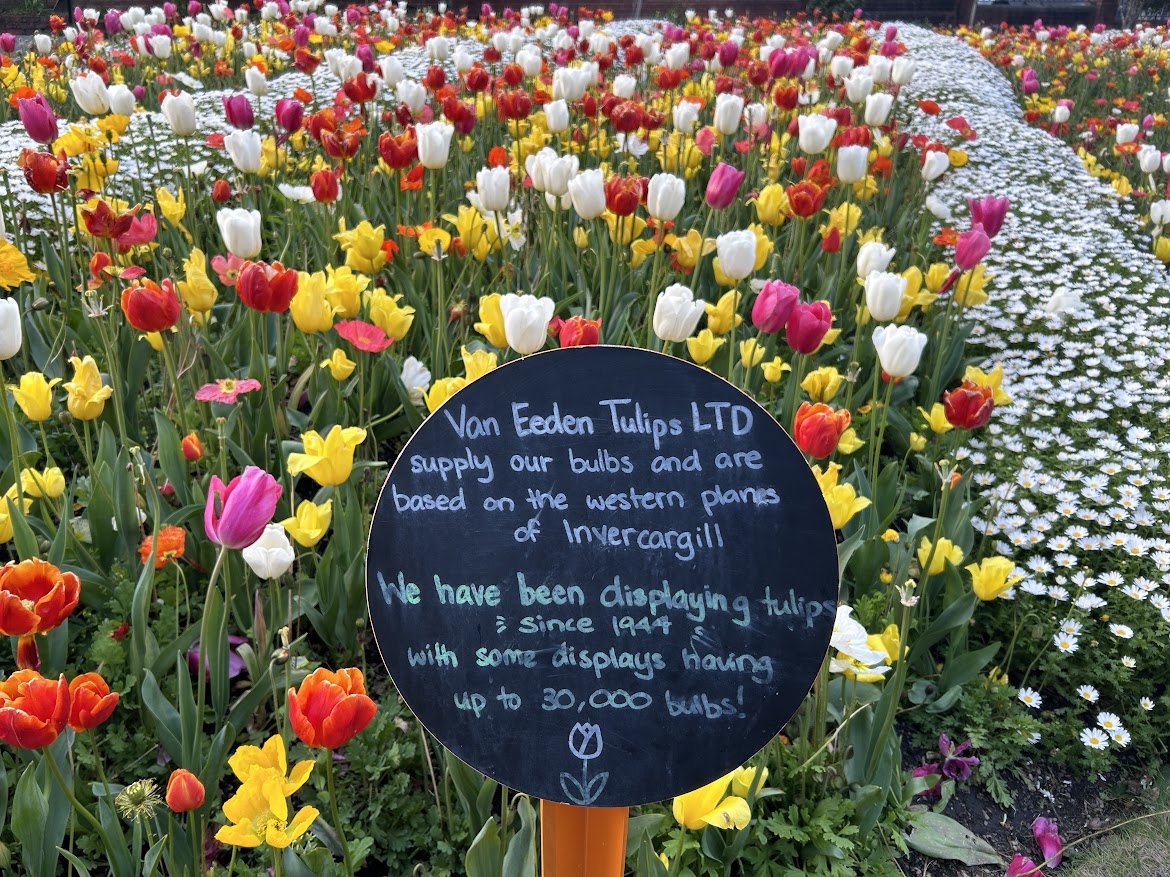 Van Eeden Tulips LTD
supply our bulbs and are
based on the western planes
of Invercargill
We have been displaying tulips
since 1944
with some displays having
up to 30,000 bulbs!